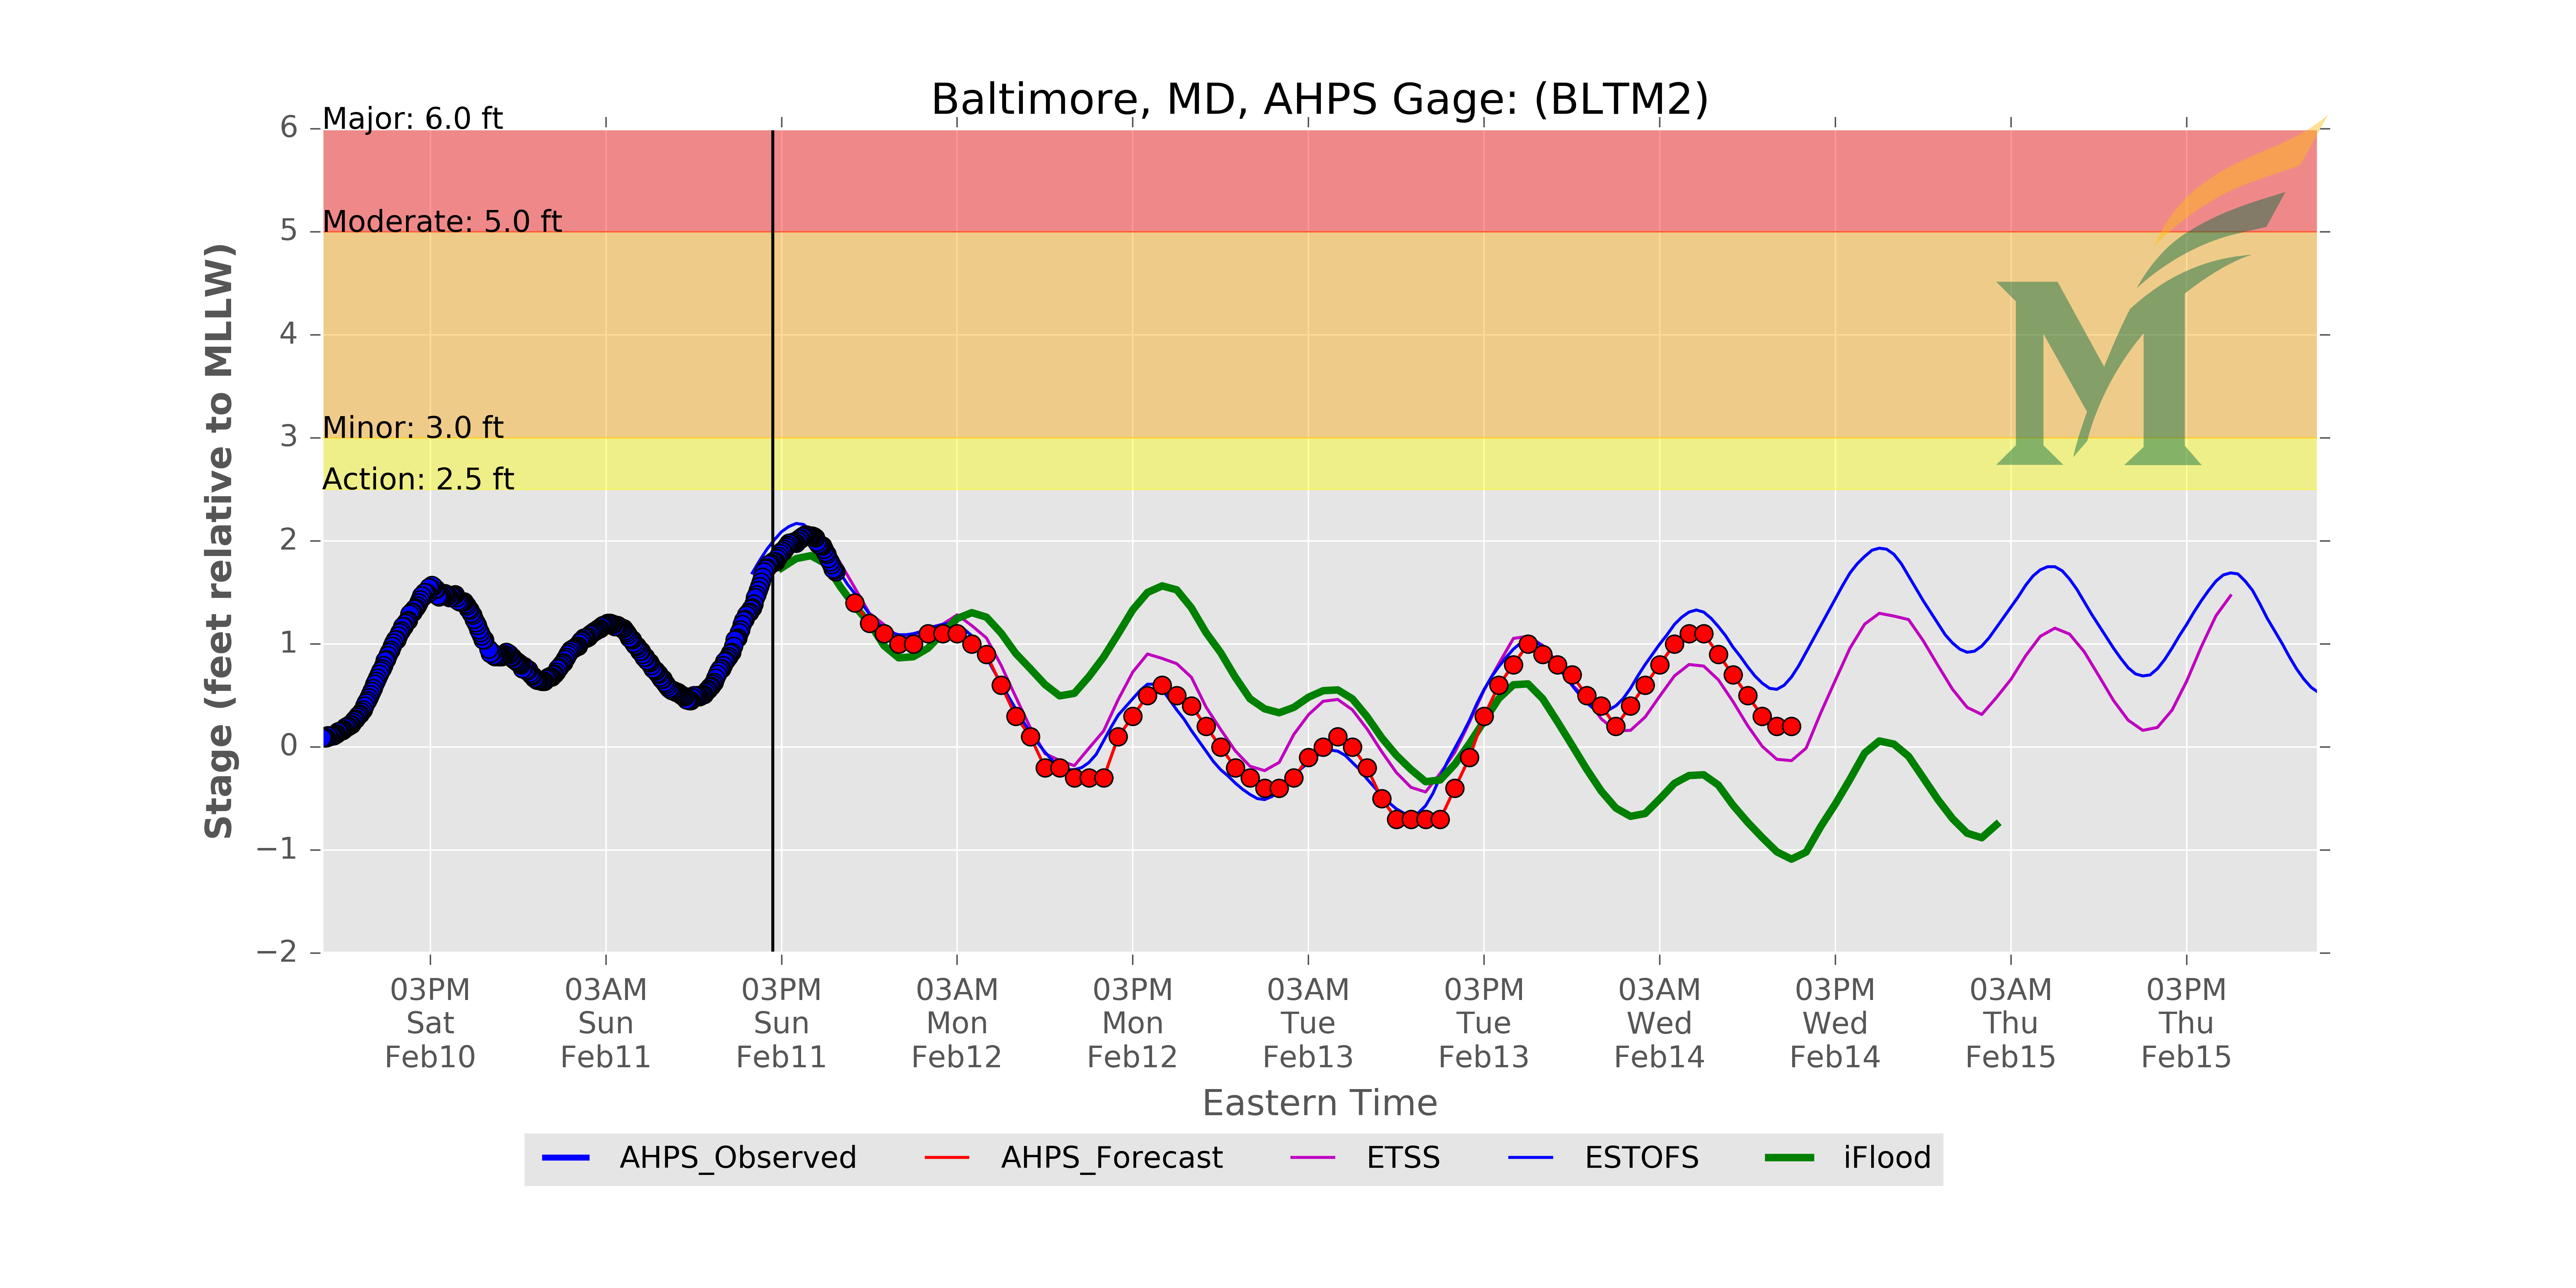 Baltimore, MD, AHPS Gage: (BLTM2)
Major: 6.0 ft
Moderate: 5.0 ft
Minor: 3.0 ft
Action: 2.5 ft
6
5
4
3
2
1
0
−1
−2
Stage (feet relative to MLLW)
03PM 03AM 03PM 03AM 03PM 03AM 03PM 03AM 03PM 03AM 03PM
Sat Sun Sun Mon Mon Tue Tue Wed Wed Thu Thu
Feb10 Feb11 Feb11 Feb12 Feb12 Feb13 Feb13 Feb14 Feb14 Feb15 Feb15
Eastern Time
AHPS_Observed AHPS_Forecast ETSS ESTOFS iFlood
M